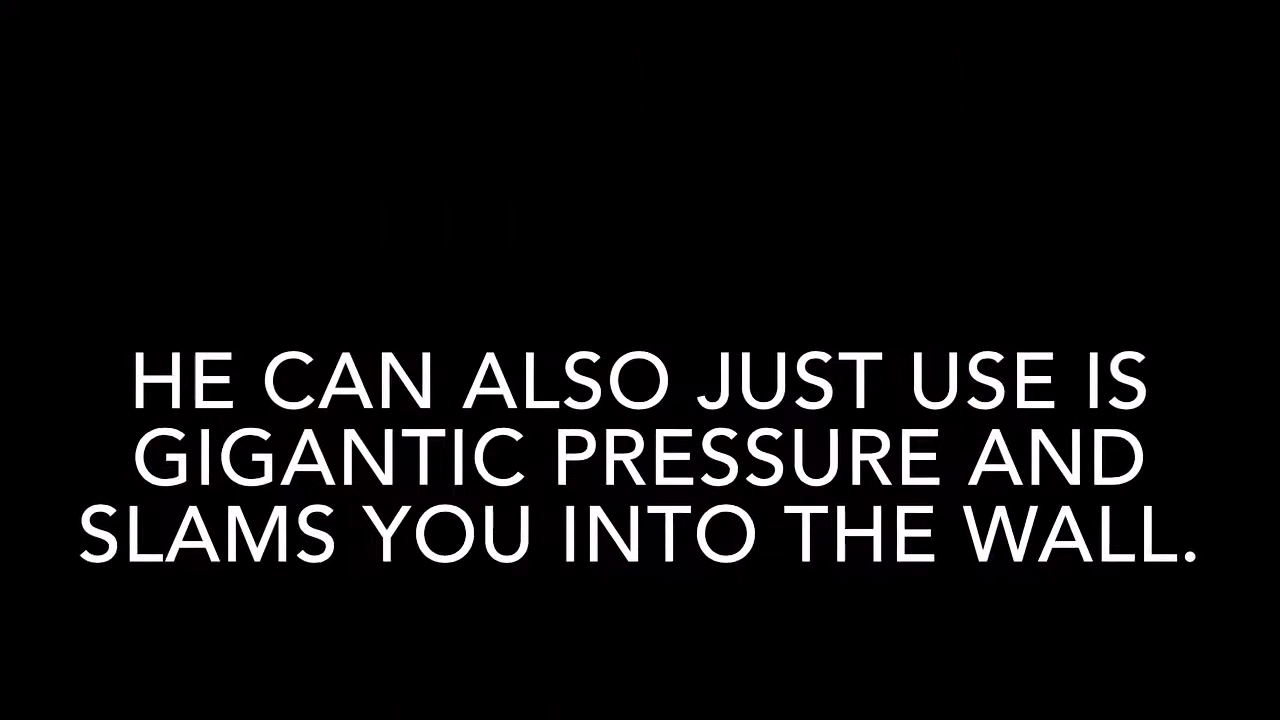 HE CAN ALSO JUST USE IS
GIGANTIC PRESSURE AND
SLAMS YOU INTO THE WALL.